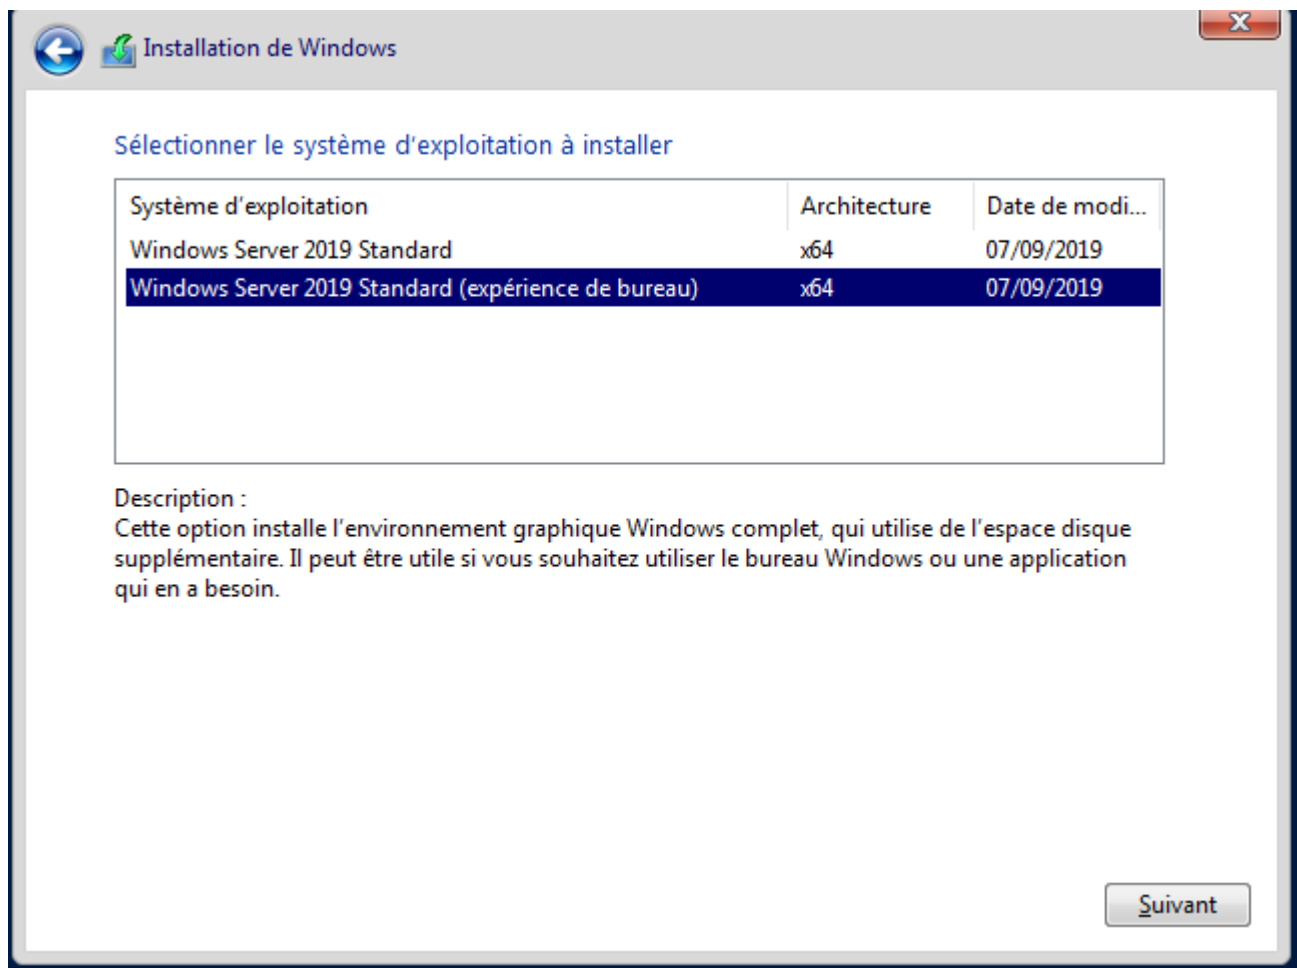 Installation de Windows
Sélectionner le système d'exploitation à installer
Système d'exploitation Architecture Date de modi...
Windows Server 2019 Standard x64 07/09/2019
Windows Server 2019 Standard (expérience de bureau) x64 07/09/2019
Description :
Cette option installe l'environnement graphique Windows complet, qui utilise de l'espace disque
supplémentaire. Il peut être utile si vous souhaitez utiliser le bureau Windows ou une application
qui en a besoin.
Suivant